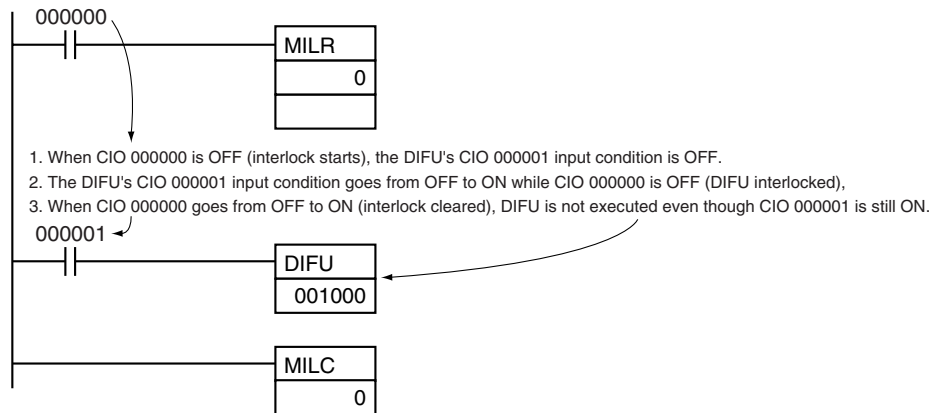 000000
MILR
0
1. When CIO 000000 is OFF (interlock starts), the DIFU's CIO 000001 input condition is OFF.
2. The DIFU's CIO 000001 input condition goes from OFF to ON while CIO 000000 is OFF (DIFU interlocked),
3. When CIO 000000 goes from OFF to ON (interlock cleared), DIFU is not executed even though CIO 000001 is still ON.
000001
DIFU
001000
MILC
0